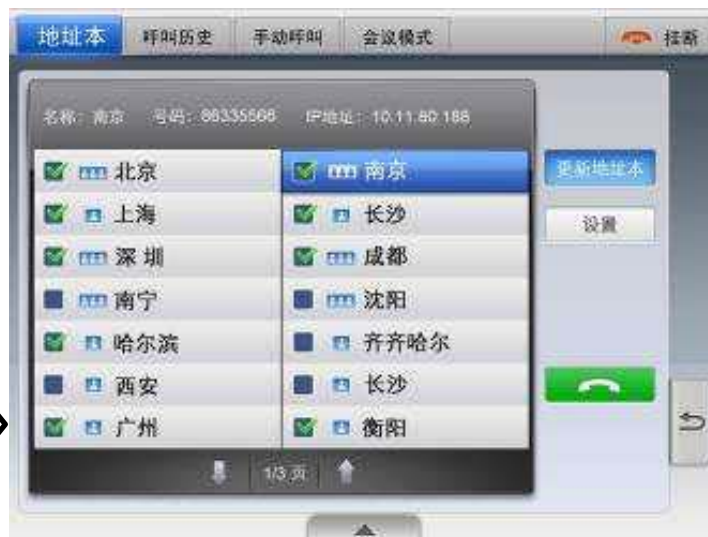 地址本 呼叫历史 手动呼叫 会议模式 挂断
名称：南京 号码：86335566 IP地址：10.11.80.188
北京 南京
上海 长沙
深圳 成都
南宁 沈阳
哈尔滨 齐齐哈尔
西安 长沙
广州 衡阳
更新地址本
设置
1/3 页